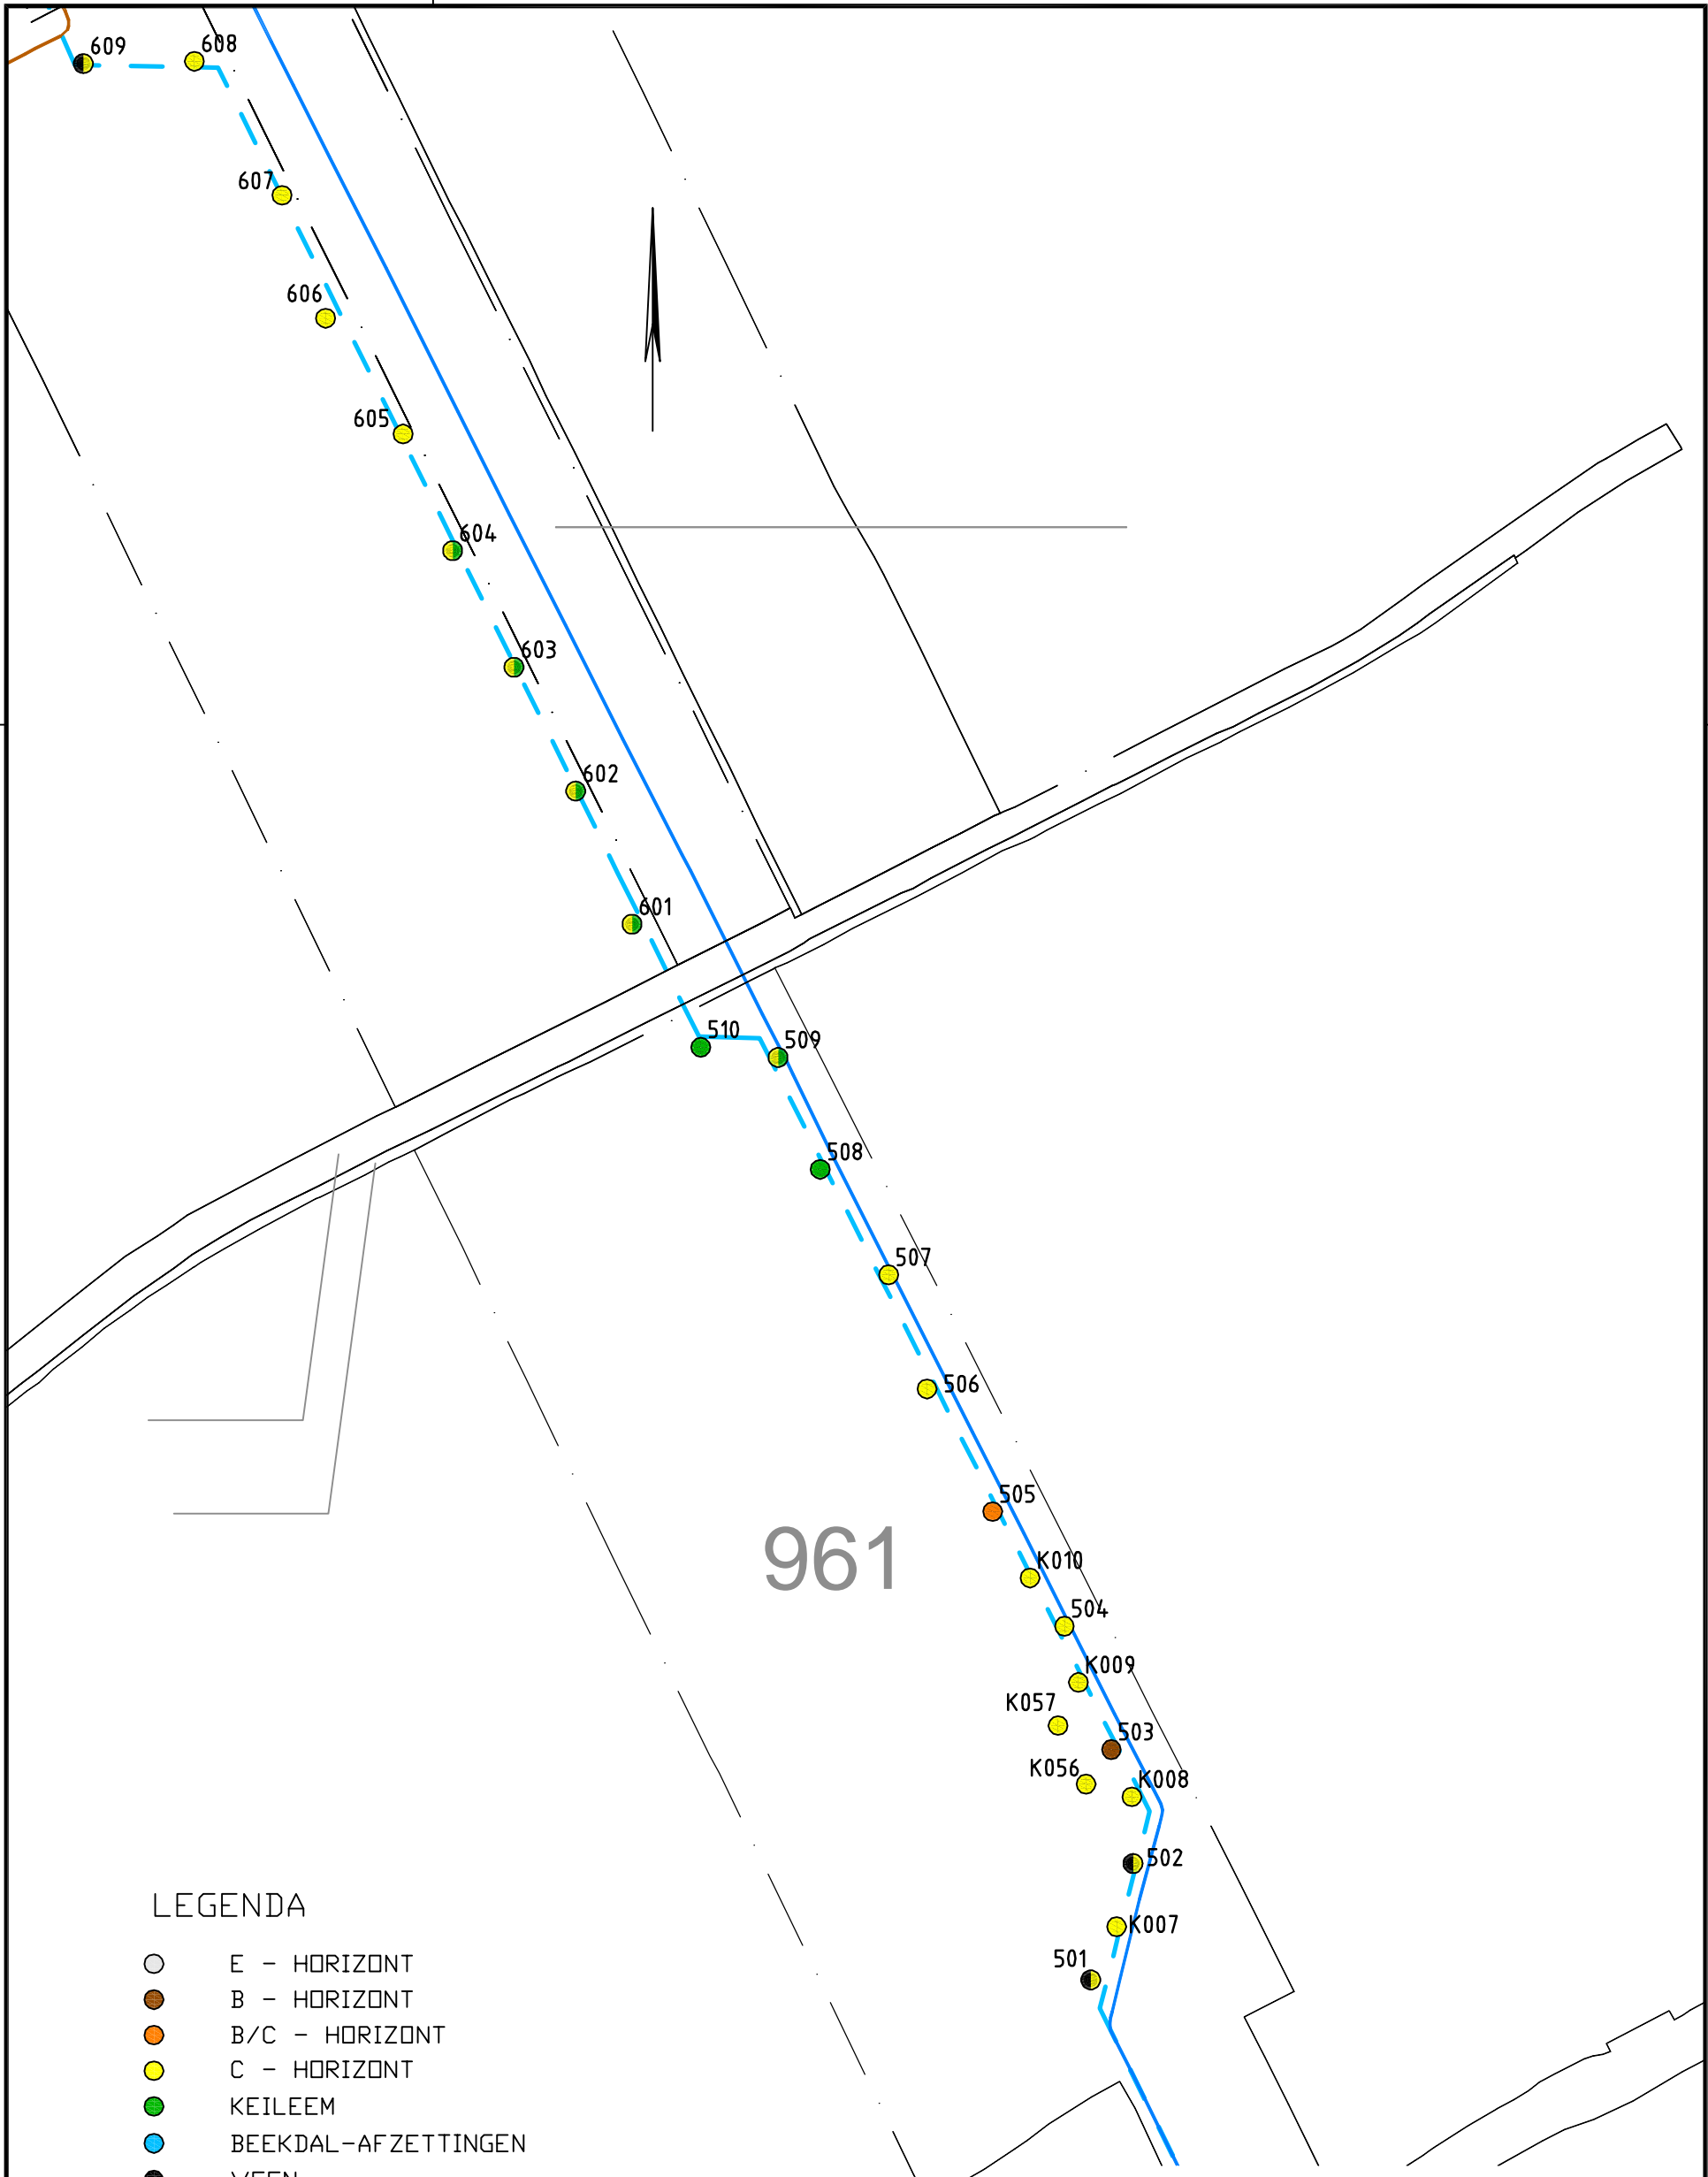 609
608
607
606
605
604
603
602
601
510
509
508
507
506
505
961
K010
504
K009
K057
503
K056
K008
502
K007
501
LEGENDA
E - HORIZONT
B - HORIZONT
B/C - HORIZONT
C - HORIZONT
KEILEEM
BEEKDAL-AFZETTINGEN
VEEN